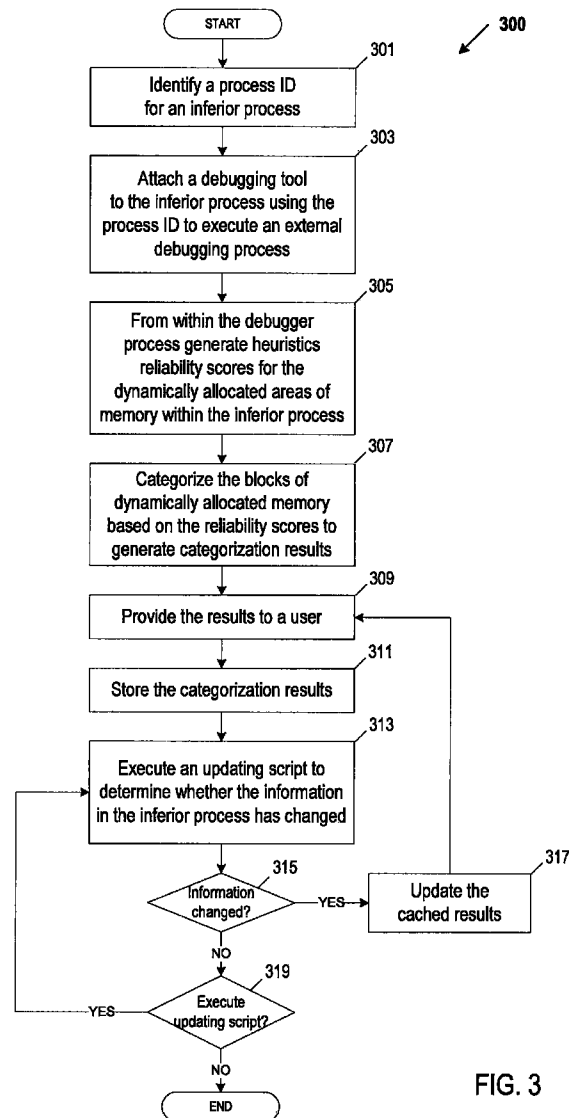 START
300
301
Identify a process ID
for an inferior process
303
Attach a debugging tool
to the inferior process using the
process ID to execute an external
debugging process
305
From within the debugger
process generate heuristics
reliability scores for the
dynamically allocated areas of
memory within the inferior process
307
Categorize the blocks of
dynamically allocated memory
based on the reliability scores to
generate categorization results
309
Provide the results to a user
311
Store the categorization results
313
Execute an updating script to
determine whether the information
in the inferior process has changed
315
Information
changed?
YES
317
Update the
cached results
NO
319
Execute
updating script?
YES
NO
END
FIG. 3